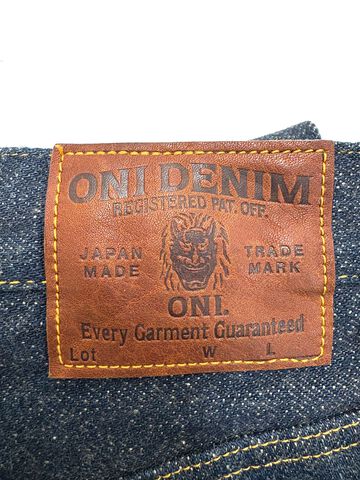 ONI DENIM
REGISTERED PAT. OFF.
JAPAN TRADE
MADE MARK
ONI.
Every Garment Guaranteed
Lot W L